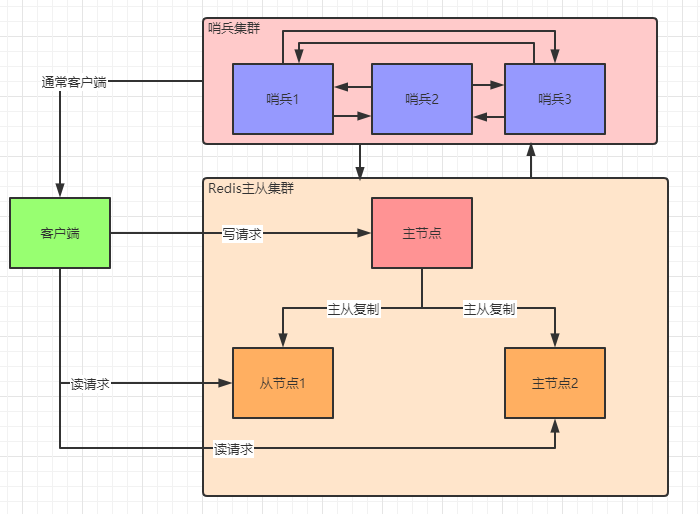 哨兵集群
通常客户端
哨兵1
哨兵2
哨兵3
Redis主从集群
客户端
写请求
主节点
主从复制
主从复制
读请求
从节点1
主节点2
读请求